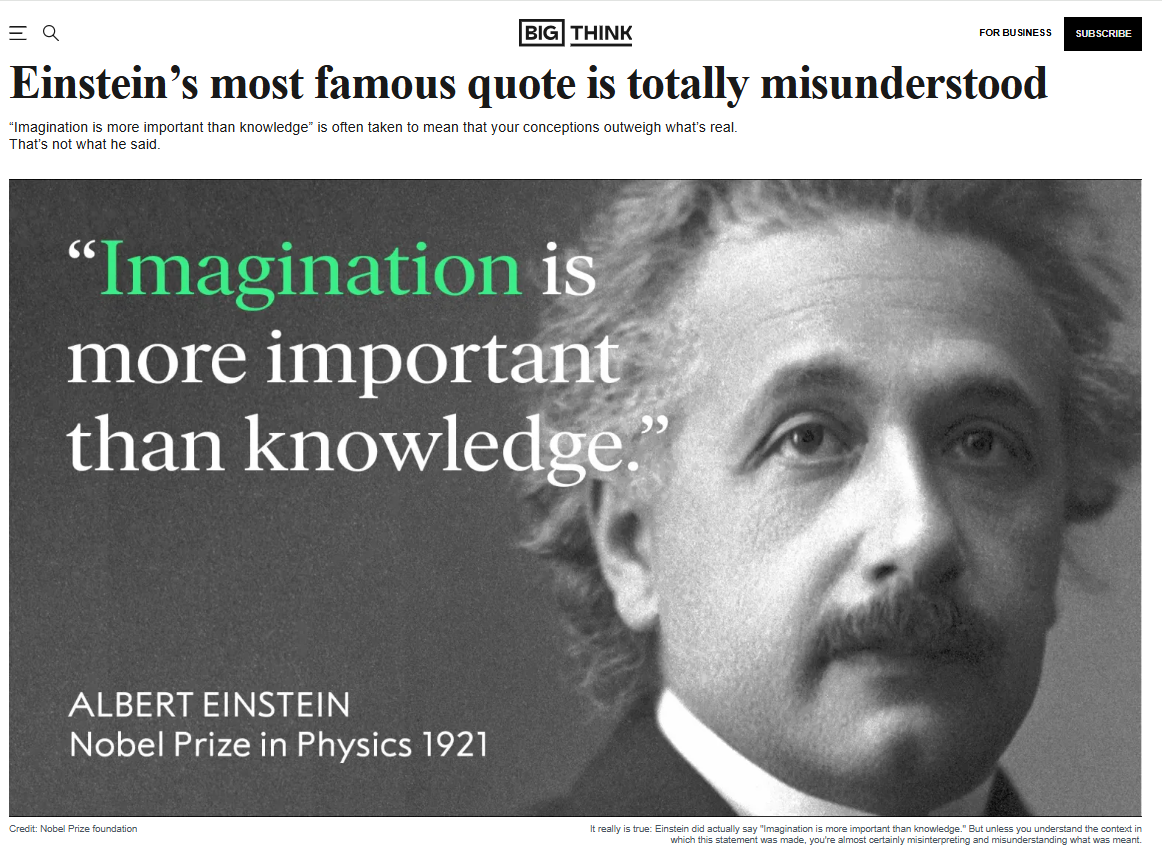 BIG THINK
FOR BUSINESS
SUBSCRIBE
Einstein’s most famous quote is totally misunderstood
“Imagination is more important than knowledge” is often taken to mean that your conceptions outweigh what’s real.
That’s not what he said.
“Imagination is
more important
than knowledge.”
ALBERT EINSTEIN
Nobel Prize in Physics 1921
Credit: Nobel Prize foundation
It really is true: Einstein did actually say "Imagination is more important than knowledge." But unless you understand the context in
which this statement was made, you're almost certainly misinterpreting and misunderstanding what was meant.